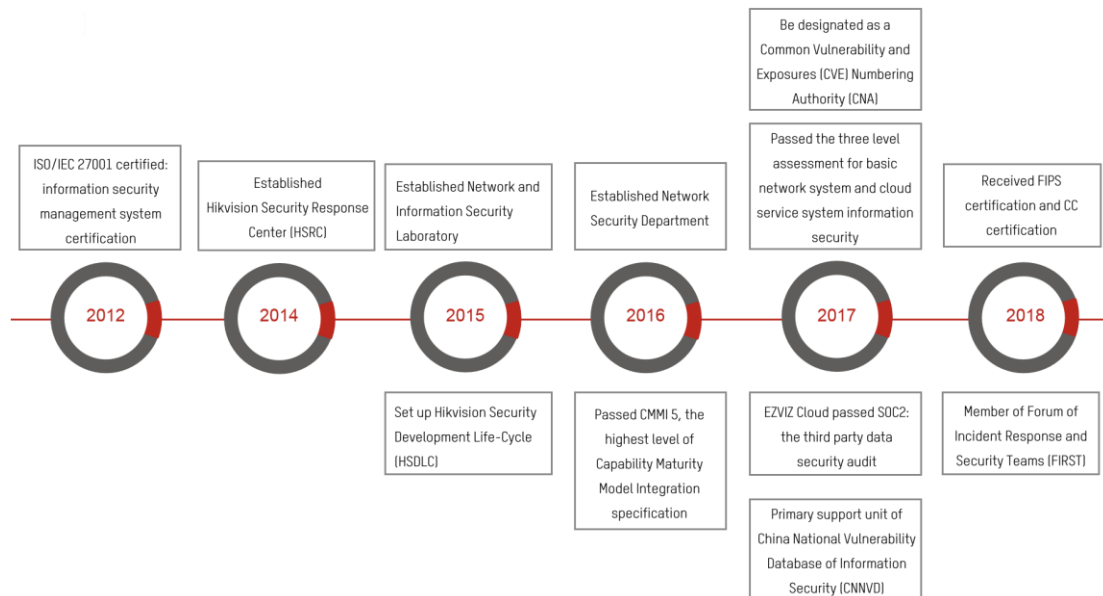 Be designated as a
Common Vulnerability and
Exposures (CVE) Numbering
Authority (CNA)
ISO/IEC 27001 certified:
information security
management system
certification
Established
Hikvision Security Response
Center (HSRC)
Established Network and
Information Security
Laboratory
Established Network
Security Department
Passed the three level
assessment for basic
network system and cloud
service system information
security
Received FIPS
certification and CC
certification
2012
2014
2015
2016
2017
2018
Set up Hikvision Security
Development Life-Cycle
(HSDLC)
Passed CMMI 5, the
highest level of
Capability Maturity
Model Integration
specification
EZVIZ Cloud passed SOC2:
the third party data
security audit
Member of Forum of
Incident Response and
Security Teams (FIRST)
Primary support unit of
China National Vulnerability
Database of Information
Security (CNNVD)